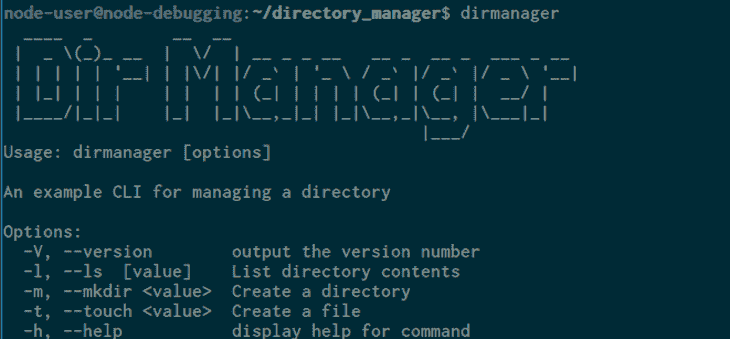 node-user@node-debugging:~/directory_manager$ dirmanager
Dir Manager
Usage: dirmanager [options]
An example CLI for managing a directory
Options:
-V, --version output the version number
-l, --ls [value] List directory contents
-m, --mkdir <value> Create a directory
-t, --touch <value> Create a file
-h, --help display help for command